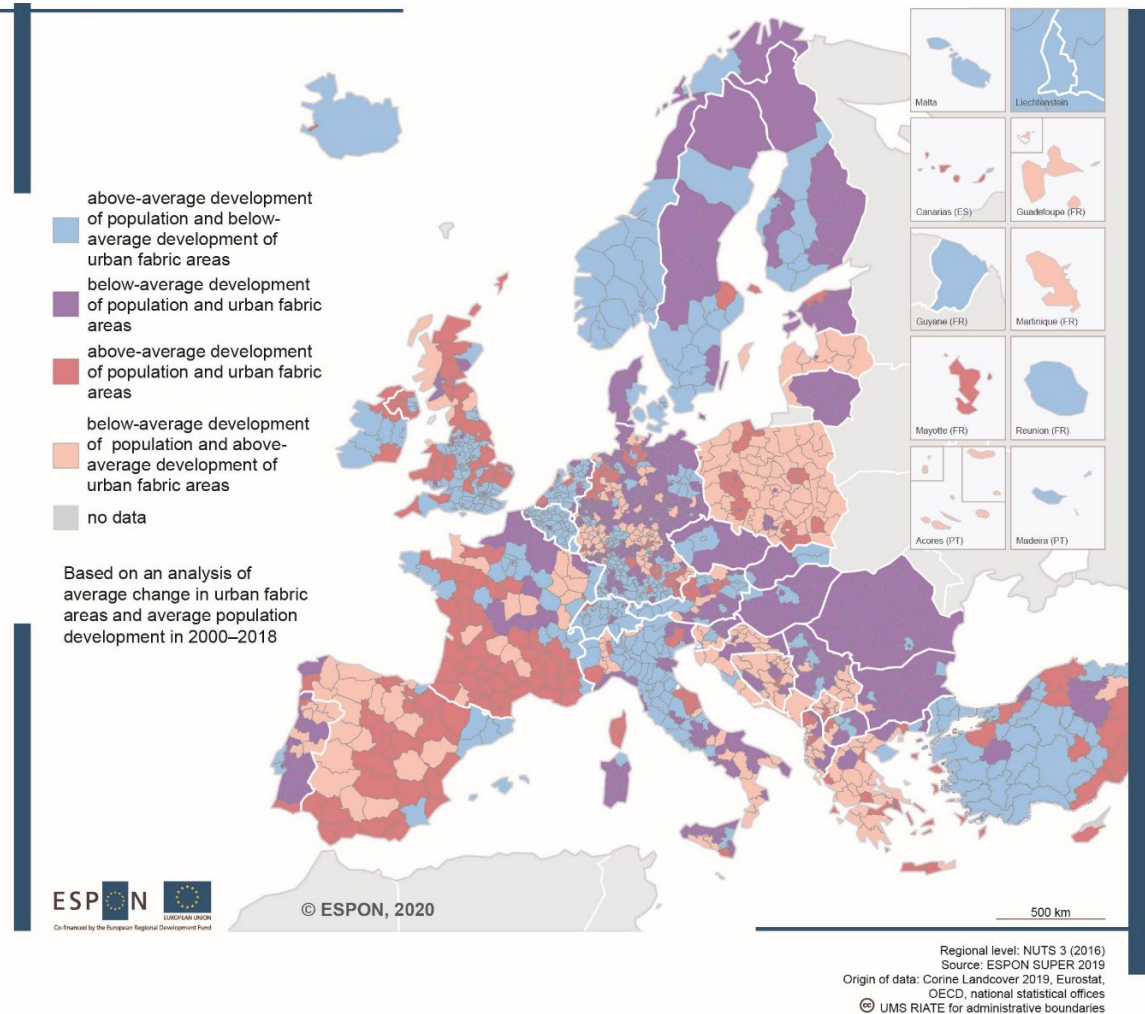 above-average development
of population and below-
average development of
urban fabric areas
below-average development
of population and urban fabric
areas
above-average development
of population and urban fabric
areas
below-average development
of  population and above-
average development of
urban fabric areas
no data
Based on an analysis of
average change in urban fabric
areas and average population
development in 2000–2018
Malta
Liechtenstein
Canarias (ES)
Guadeloupe (FR)
Guyane (FR)
Martinique (FR)
Mayotte (FR)
Reunion (FR)
Acores (PT)
Madeira (PT)
ESPON
EUROPEAN UNION
Co-financed by the European Regional Development Fund
© ESPON, 2020
500 km
Regional level: NUTS 3 (2016)
Source: ESPON SUPER 2019
Origin of data: Corine Landcover 2019, Eurostat,
OECD, national statistical offices
cc UMS RIATE for administrative boundaries